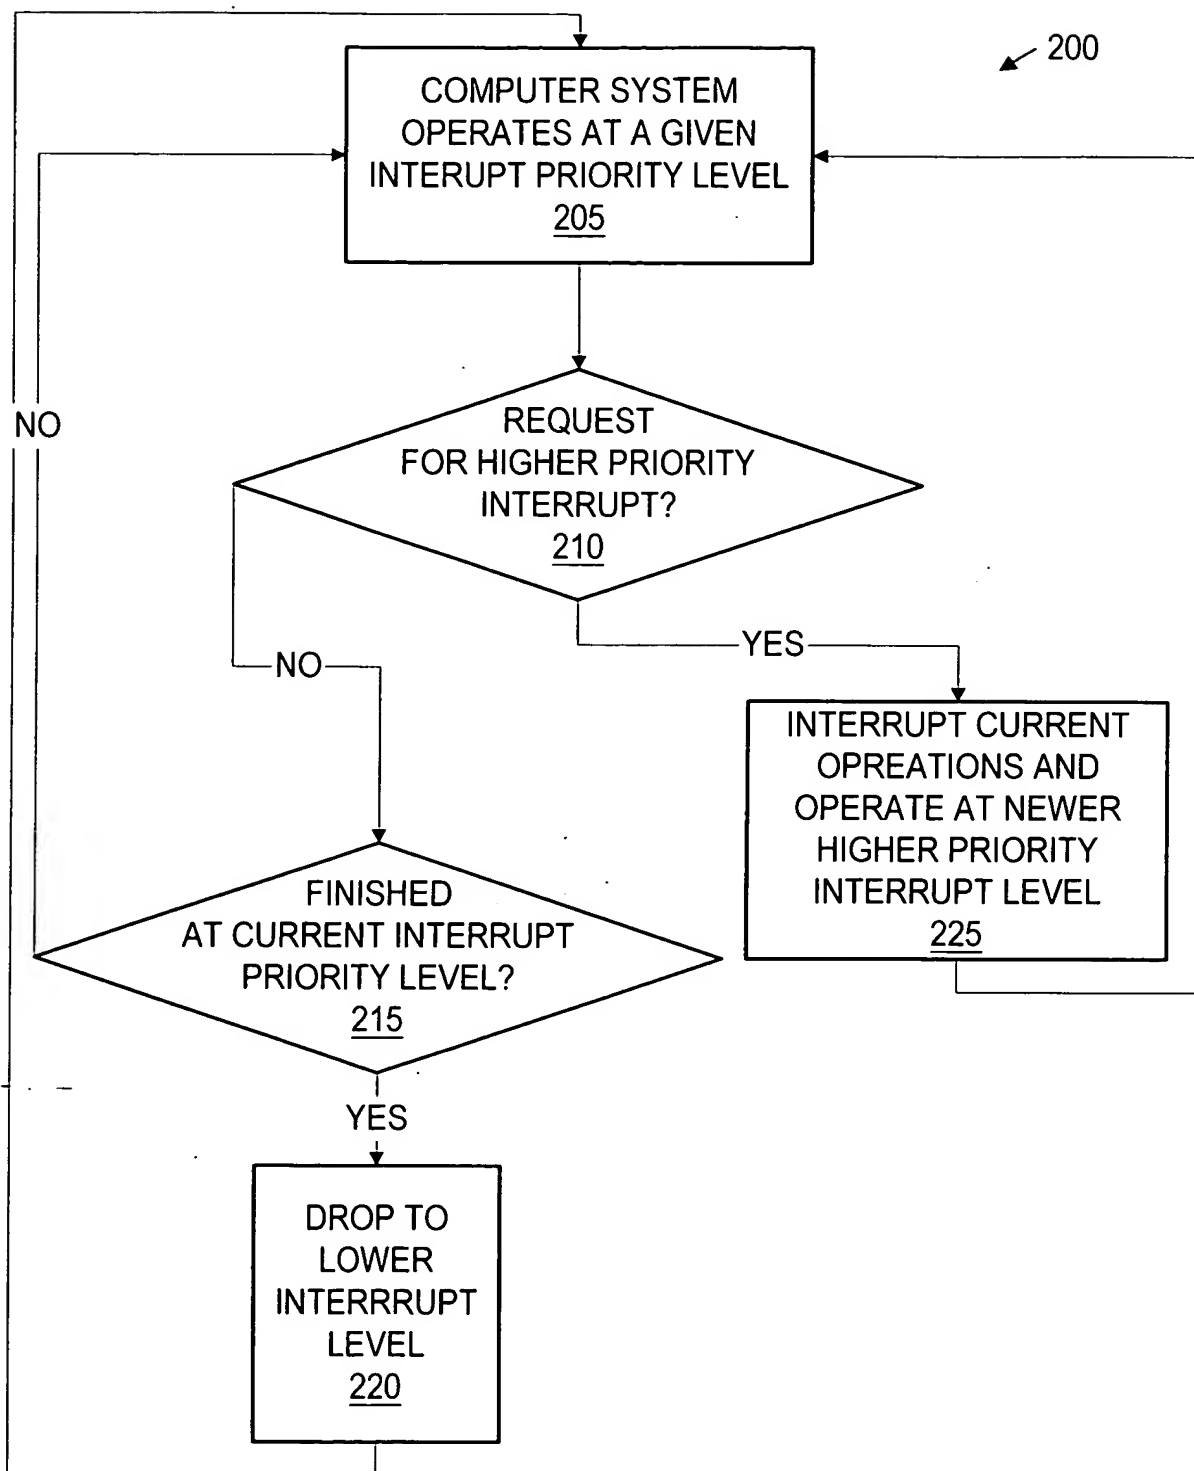 200
COMPUTER SYSTEM
OPERATES AT A GIVEN
INTERUPT PRIORITY LEVEL
205
NO
REQUEST
FOR HIGHER PRIORITY
INTERRUPT?
210
YES
NO
INTERRUPT CURRENT
OPREATIONS AND
OPERATE AT NEWER
HIGHER PRIORITY
INTERRUPT LEVEL
225
FINISHED
AT CURRENT INTERRUPT
PRIORITY LEVEL?
215
YES
DROP TO
LOWER
INTERRRUPT
LEVEL
220